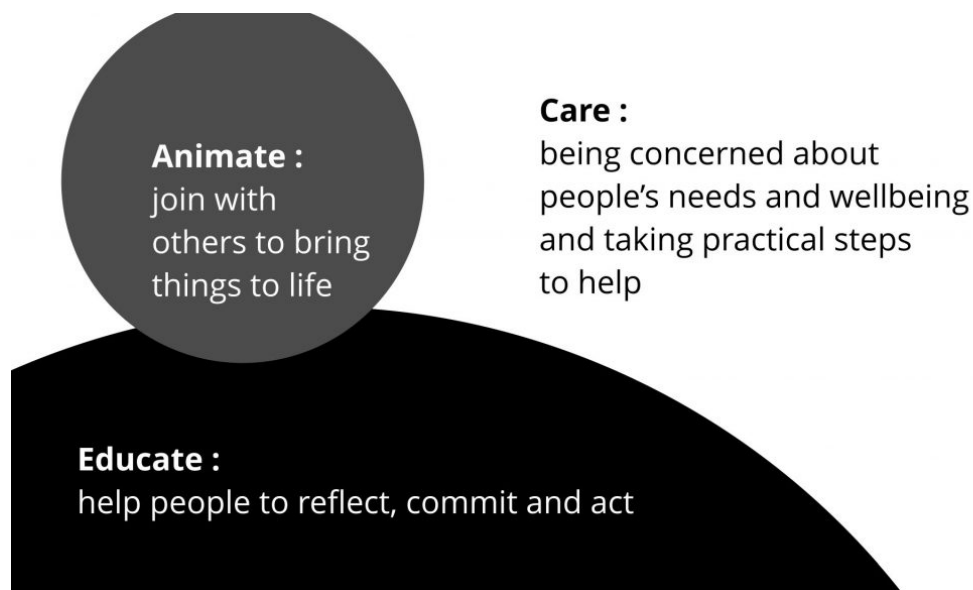 Animate :
join with
others to bring
things to life
Care :
being concerned about
people’s needs and wellbeing
and taking practical steps
to help
Educate :
help people to reflect, commit and act